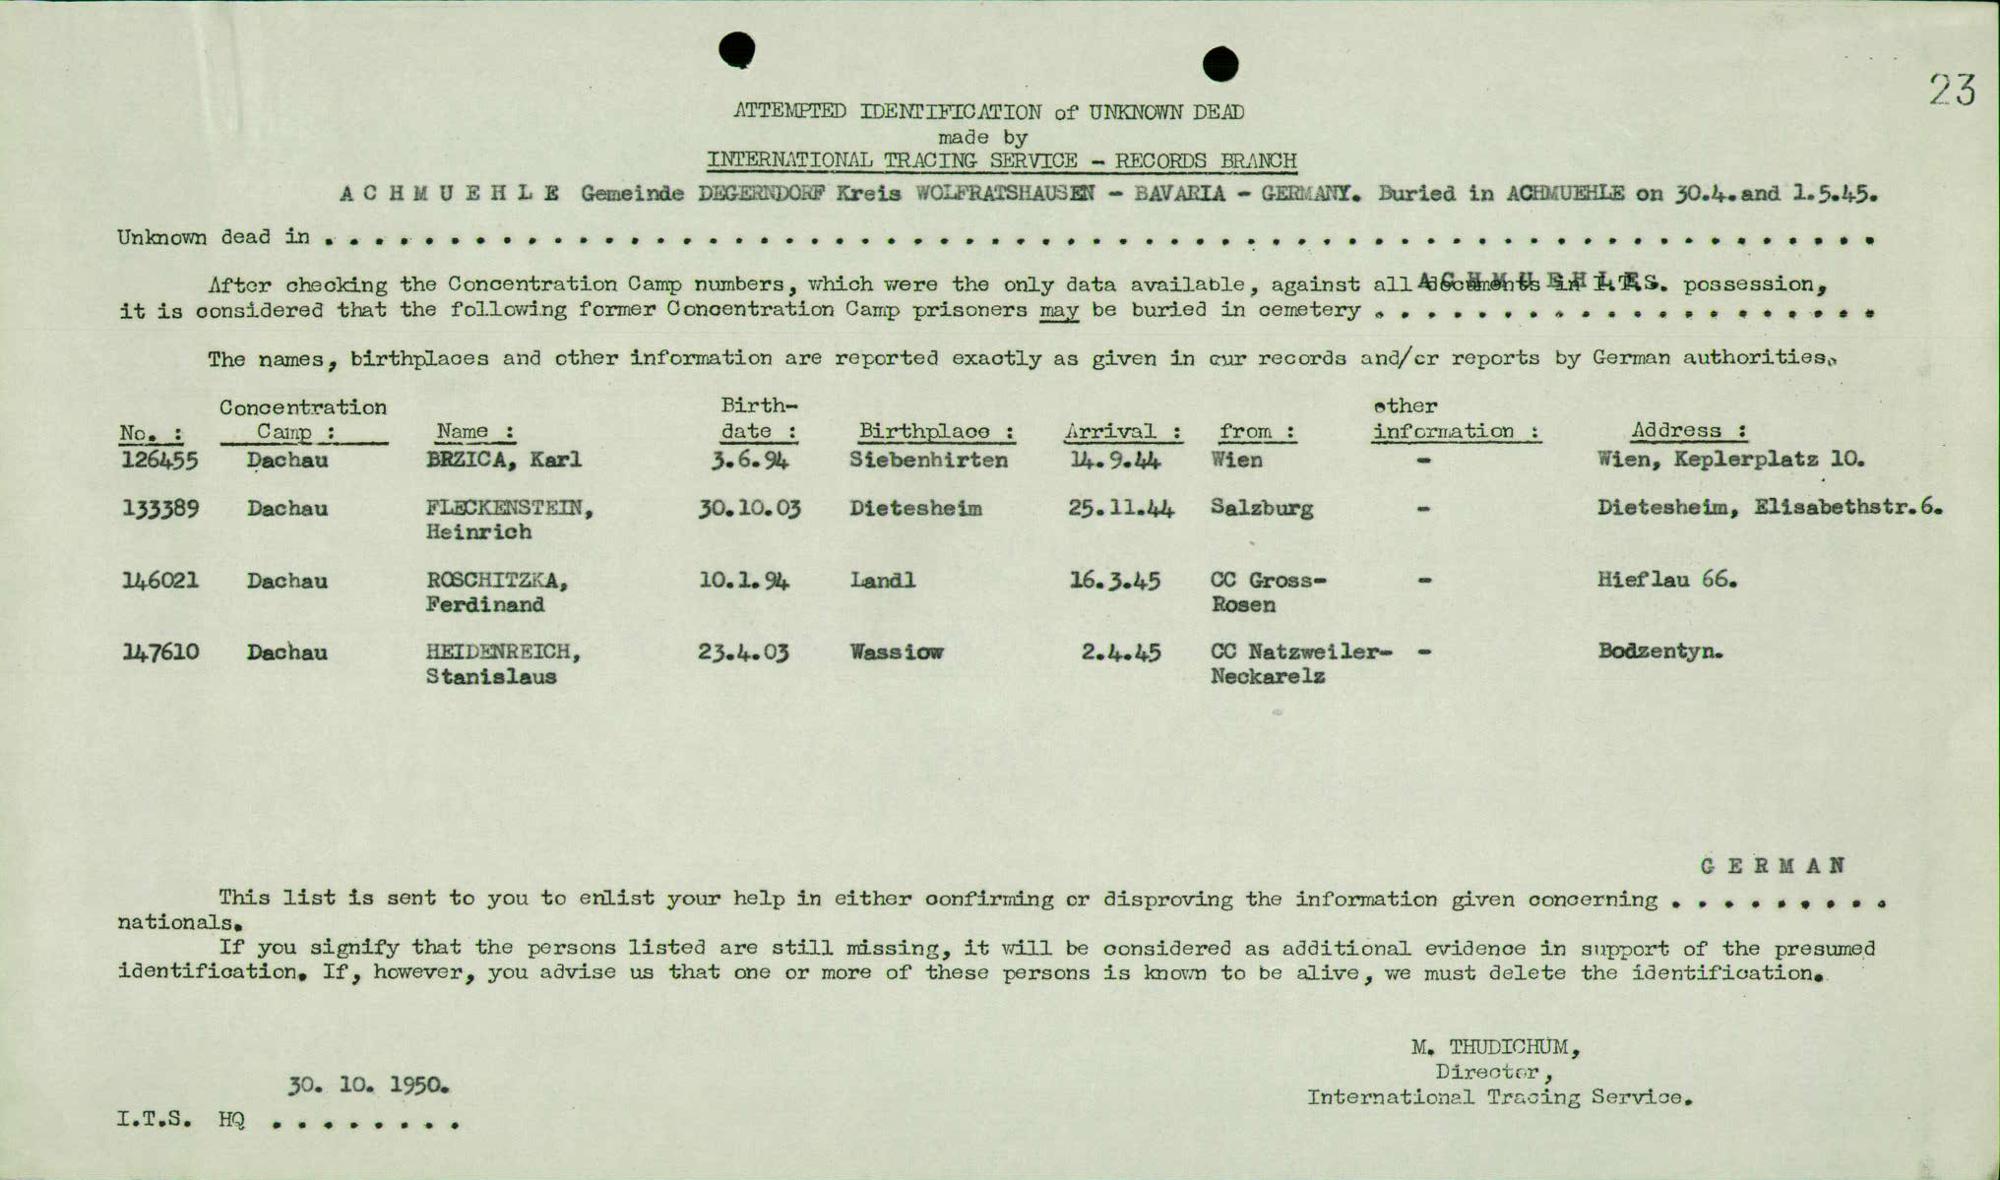 23
ATTEMPTED IDENTIFICATION of UNKNOWN DEAD
made by
INTERNATIONAL TRACING SERVICE - RECORDS BRANCH
A C H M U E H L E Gemeinde DEGERNDORF Kreis WOLFRATSHAUSEN - BAVARIA - GERMANY. Buried in ACHMUEHLE on 30.4.and 1.5.45.
Unknown dead in . . . . . . . . . . . . . . . . . . . . . . . . . . . . . . . . . . . . . . . . . . . . . . . . . . . . . . . . . . . . .
A C H M U E H L E
After checking the Concentration Camp numbers, which were the only data available, against all documents in I.T.S. possession,
it is considered that the following former Concentration Camp prisoners may be buried in cemetery . . . . . . . . . . . . . . . . . . . .
The names, birthplaces and other information are reported exactly as given in our records and/or reports by German authorities.
No. : Concentration Camp : Name : Birth-date : Birthplace : Arrival : from : other information : Address :
126455 Dachau BRZICA, Karl 3.6.94 Siebenhirten 14.9.44 Wien - Wien, Keplerplatz 10.
133389 Dachau FLECKENSTEIN, 30.10.03 Dietesheim 25.11.44 Salzburg - Dietesheim, Elisabethstr.6.
Heinrich
146021 Dachau ROSCHITZKA, 10.1.94 Landl 16.3.45 CC Gross- - Hieflau 66.
Ferdinand Rosen
147610 Dachau HEIDENREICH, 23.4.03 Wassiow 2.4.45 CC Natzweiler- - Bodzentyn.
Stanislaus Neckarelz
G E R M A N
This list is sent to you to enlist your help in either confirming or disproving the information given concerning . . . . . . . . .
nationals.
If you signify that the persons listed are still missing, it will be considered as additional evidence in support of the presumed
identification. If, however, you advise us that one or more of these persons is known to be alive, we must delete the identification.
M. THUDICHUM,
Director,
International Tracing Service.
30. 10. 1950.
I.T.S. HQ . . . . . . . .